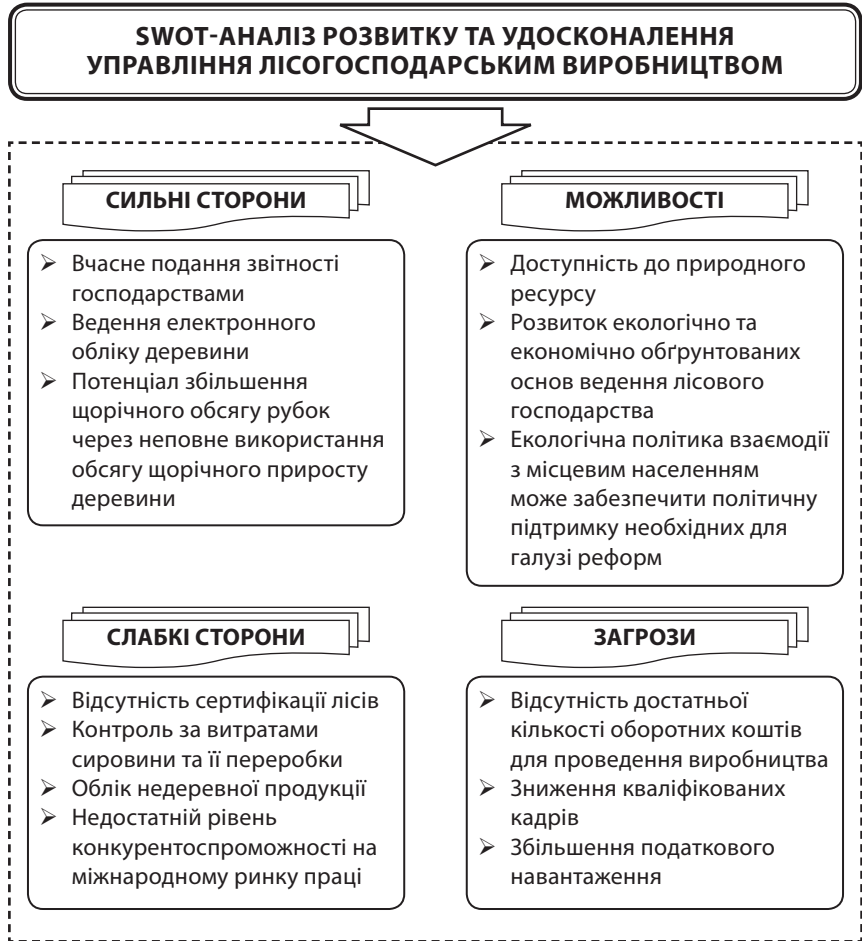 SWOT-АНАЛІЗ РОЗВИТКУ ТА УДОСКОНАЛЕННЯ
УПРАВЛІННЯ ЛІСОГОСПОДАРСЬКИМ ВИРОБНИЦТВОМ
СИЛЬНІ СТОРОНИ
➢ Вчасне подання звітності
господарствами
➢ Ведення електронного
обліку деревини
➢ Потенціал збільшення
щорічного обсягу рубок
через неповне використання
обсягу щорічного приросту
деревини
МОЖЛИВОСТІ
➢ Доступність до природного
ресурсу
➢ Розвиток екологічно та
економічно обґрунтованих
основ ведення лісового
господарства
➢ Екологічна політика взаємодії
з місцевим населенням
може забезпечити політичну
підтримку необхідних для
галузі реформ
СЛАБКІ СТОРОНИ
➢ Відсутність сертифікації лісів
➢ Контроль за витратами
сировини та її переробки
➢ Облік недеревної продукції
➢ Недостатній рівень
конкурентоспроможності на
міжнародному ринку праці
ЗАГРОЗИ
➢ Відсутність достатньої
кількості оборотних коштів
для проведення виробництва
➢ Зниження кваліфікованих
кадрів
➢ Збільшення податкового
навантаження